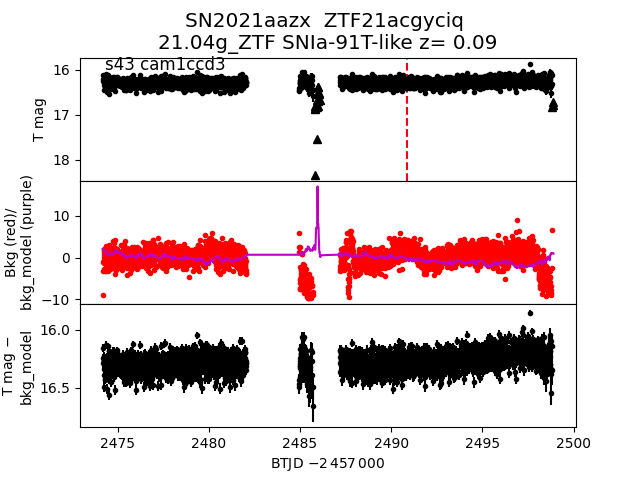 SN2021aazx ZTF21acgyciq
21.04g_ZTF SNIa-91T-like z= 0.09
s43 cam1ccd3
16
17
18
T mag
10
0
−10
Bkg (red)/
bkg_model (purple)
16.0
16.5
T mag −
bkg_model
2475 2480 2485 2490 2495 2500
BTJD −2 457 000